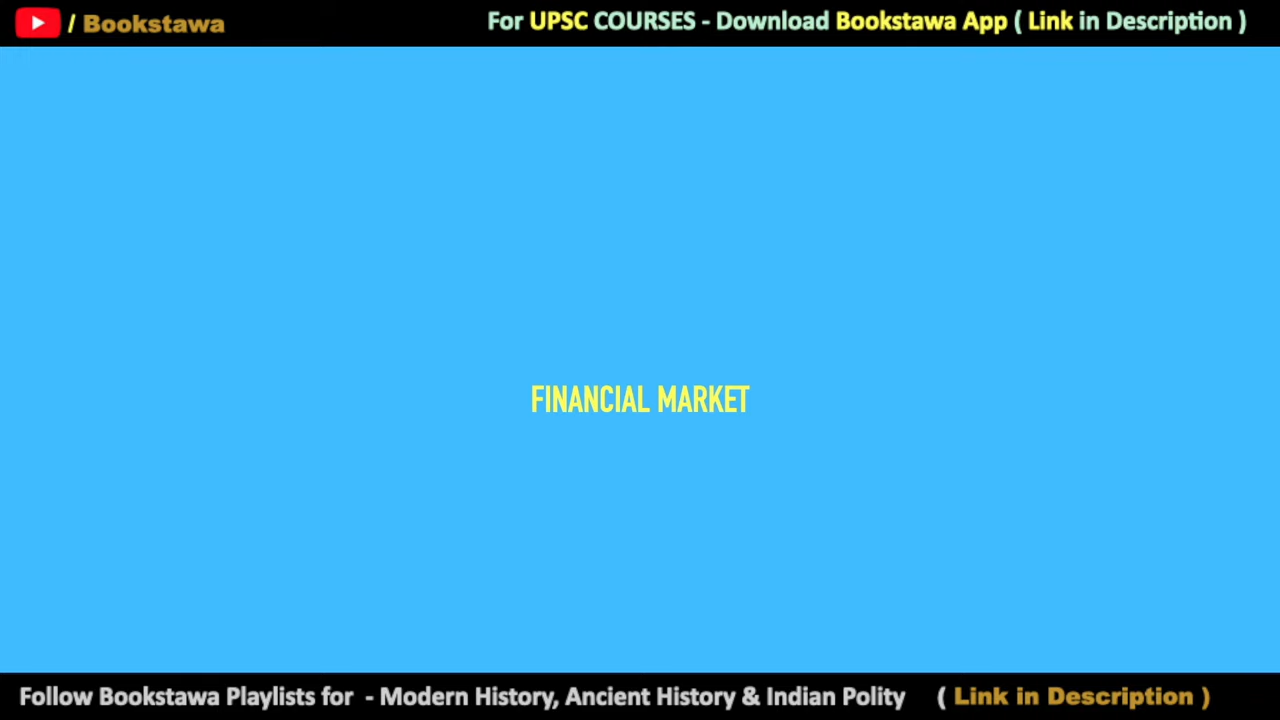 / Bookstawa
For UPSC COURSES - Download Bookstawa App ( Link in Description )
FINANCIAL MARKET
Follow Bookstawa Playlists for - Modern History, Ancient History & Indian Polity ( Link in Description )